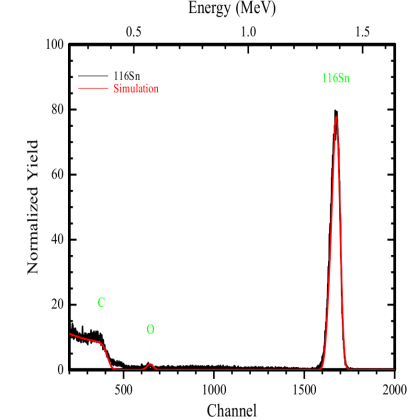 Energy (MeV)
0.5 1.0 1.5
100
116Sn
Simulation
116Sn
80
60
40
20
0
Normalized Yield
C
O
500 1000 1500 2000
Channel